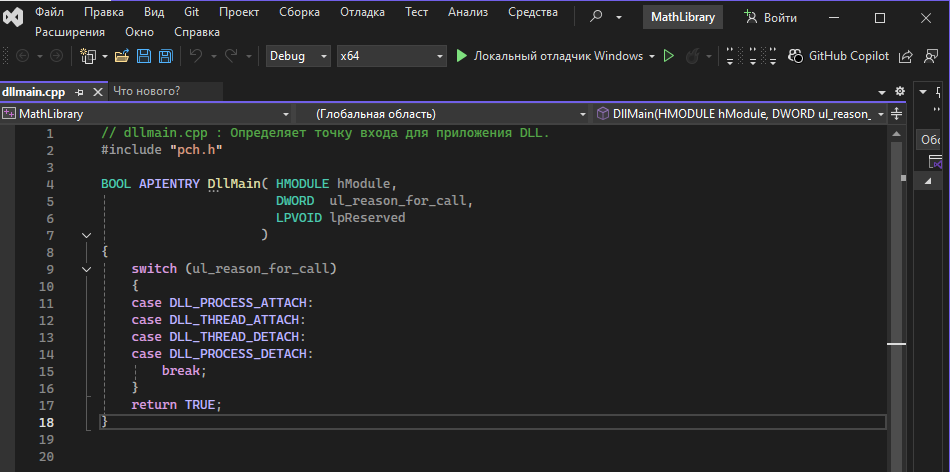 Файл Правка Вид Git Проект Сборка Отладка Тест Анализ Средства
Расширения Окно Справка
MathLibrary
Войти
Debug x64 Локальный отладчик Windows GitHub Copilot
dllmain.cpp Что нового?
MathLibrary (Глобальная область) DllMain(HMODULE hModule, DWORD ul_reason_
Обо
1 // dllmain.cpp : Определяет точку входа для приложения DLL.
2 #include "pch.h"
3
4 BOOL APIENTRY DllMain( HMODULE hModule,
5 DWORD  ul_reason_for_call,
6 LPVOID lpReserved
7 )
8 {
9 switch (ul_reason_for_call)
10 {
11 case DLL_PROCESS_ATTACH:
12 case DLL_THREAD_ATTACH:
13 case DLL_THREAD_DETACH:
14 case DLL_PROCESS_DETACH:
15 break;
16 }
17 return TRUE;
18 }
19
20